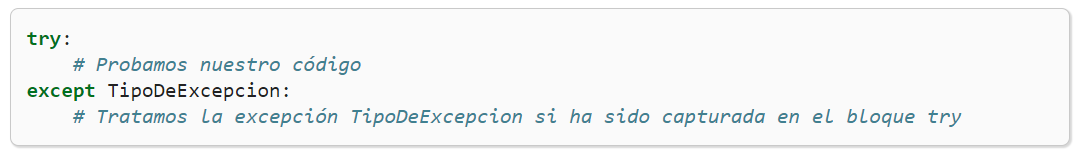 try:
    # Probamos nuestro código
except TipoDeExcepcion:
    # Tratamos la excepción TipoDeExcepcion si ha sido capturada en el bloque try